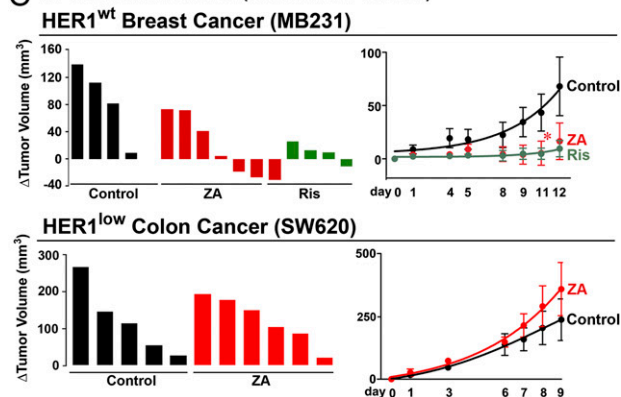 HER1wt Breast Cancer (MB231)
ΔTumor Volume (mm3)
160
120
80
40
0
-40
Control
ZA
Ris
100
50
0
Control
*
ZA
Ris
day 0 1 4 5 8 9 11 12
HER1low Colon Cancer (SW620)
ΔTumor Volume (mm3)
300
200
100
0
Control
ZA
500
250
0
ZA
Control
day 0 1 3 6 7 8 9